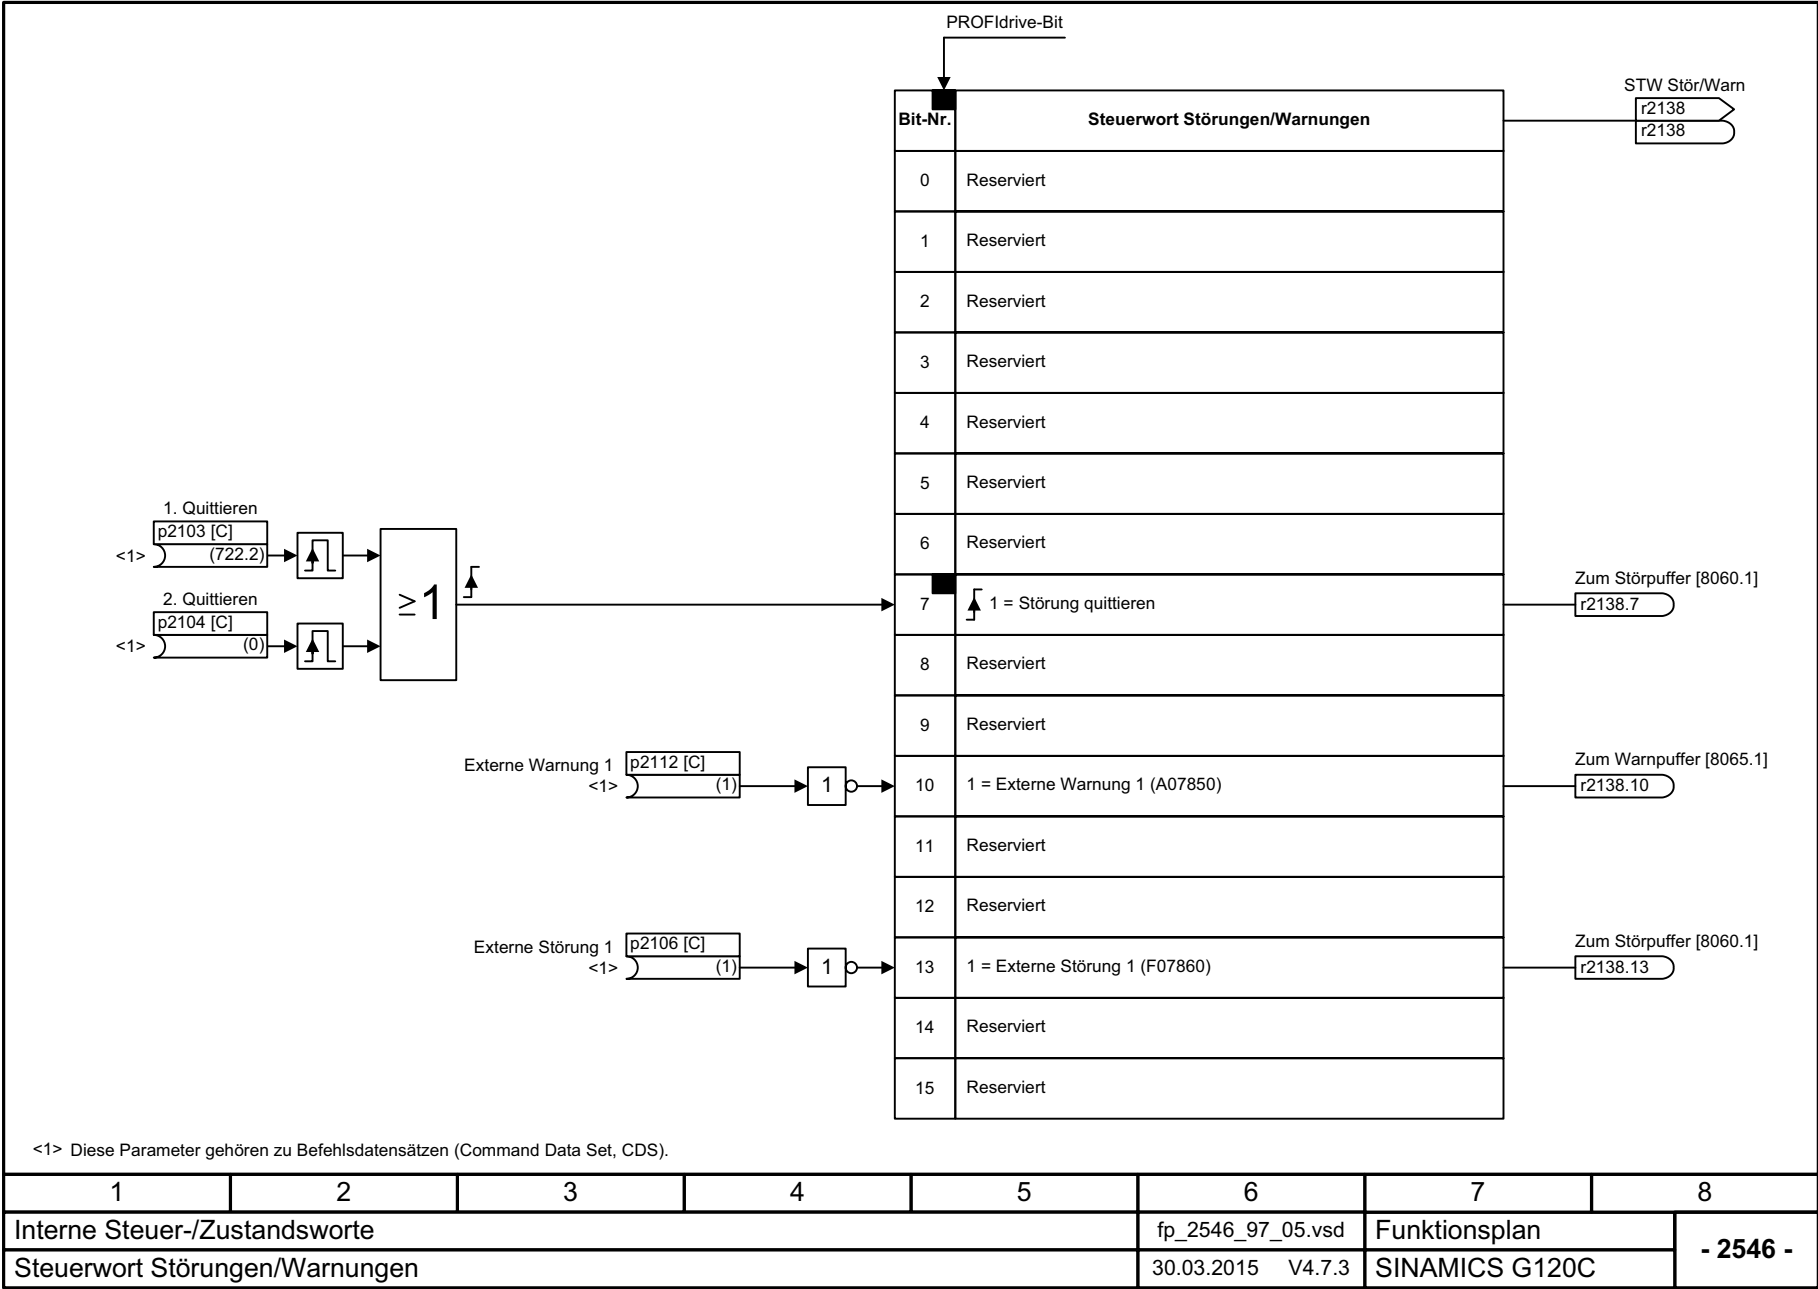 PROFIdrive-Bit
STW Stör/Warn
r2138
r2138
Bit-Nr. Steuerwort Störungen/Warnungen
0 Reserviert
1 Reserviert
2 Reserviert
3 Reserviert
4 Reserviert
5 Reserviert
6 Reserviert
1. Quittieren
p2103 [C]
<1> (722.2)
2. Quittieren
p2104 [C]
<1> (0)
≥1
7 1 = Störung quittieren
Zum Störpuffer [8060.1]
r2138.7
8 Reserviert
9 Reserviert
Externe Warnung 1 p2112 [C]
<1> (1)
1
10 1 = Externe Warnung 1 (A07850)
Zum Warnpuffer [8065.1]
r2138.10
11 Reserviert
12 Reserviert
Externe Störung 1 p2106 [C]
<1> (1)
1
13 1 = Externe Störung 1 (F07860)
Zum Störpuffer [8060.1]
r2138.13
14 Reserviert
15 Reserviert
<1> Diese Parameter gehören zu Befehlsdatensätzen (Command Data Set, CDS).
1 2 3 4 5 6 7 8
Interne Steuer-/Zustandsworte fp_2546_97_05.vsd Funktionsplan
- 2546 -
Steuerwort Störungen/Warnungen 30.03.2015 V4.7.3 SINAMICS G120C